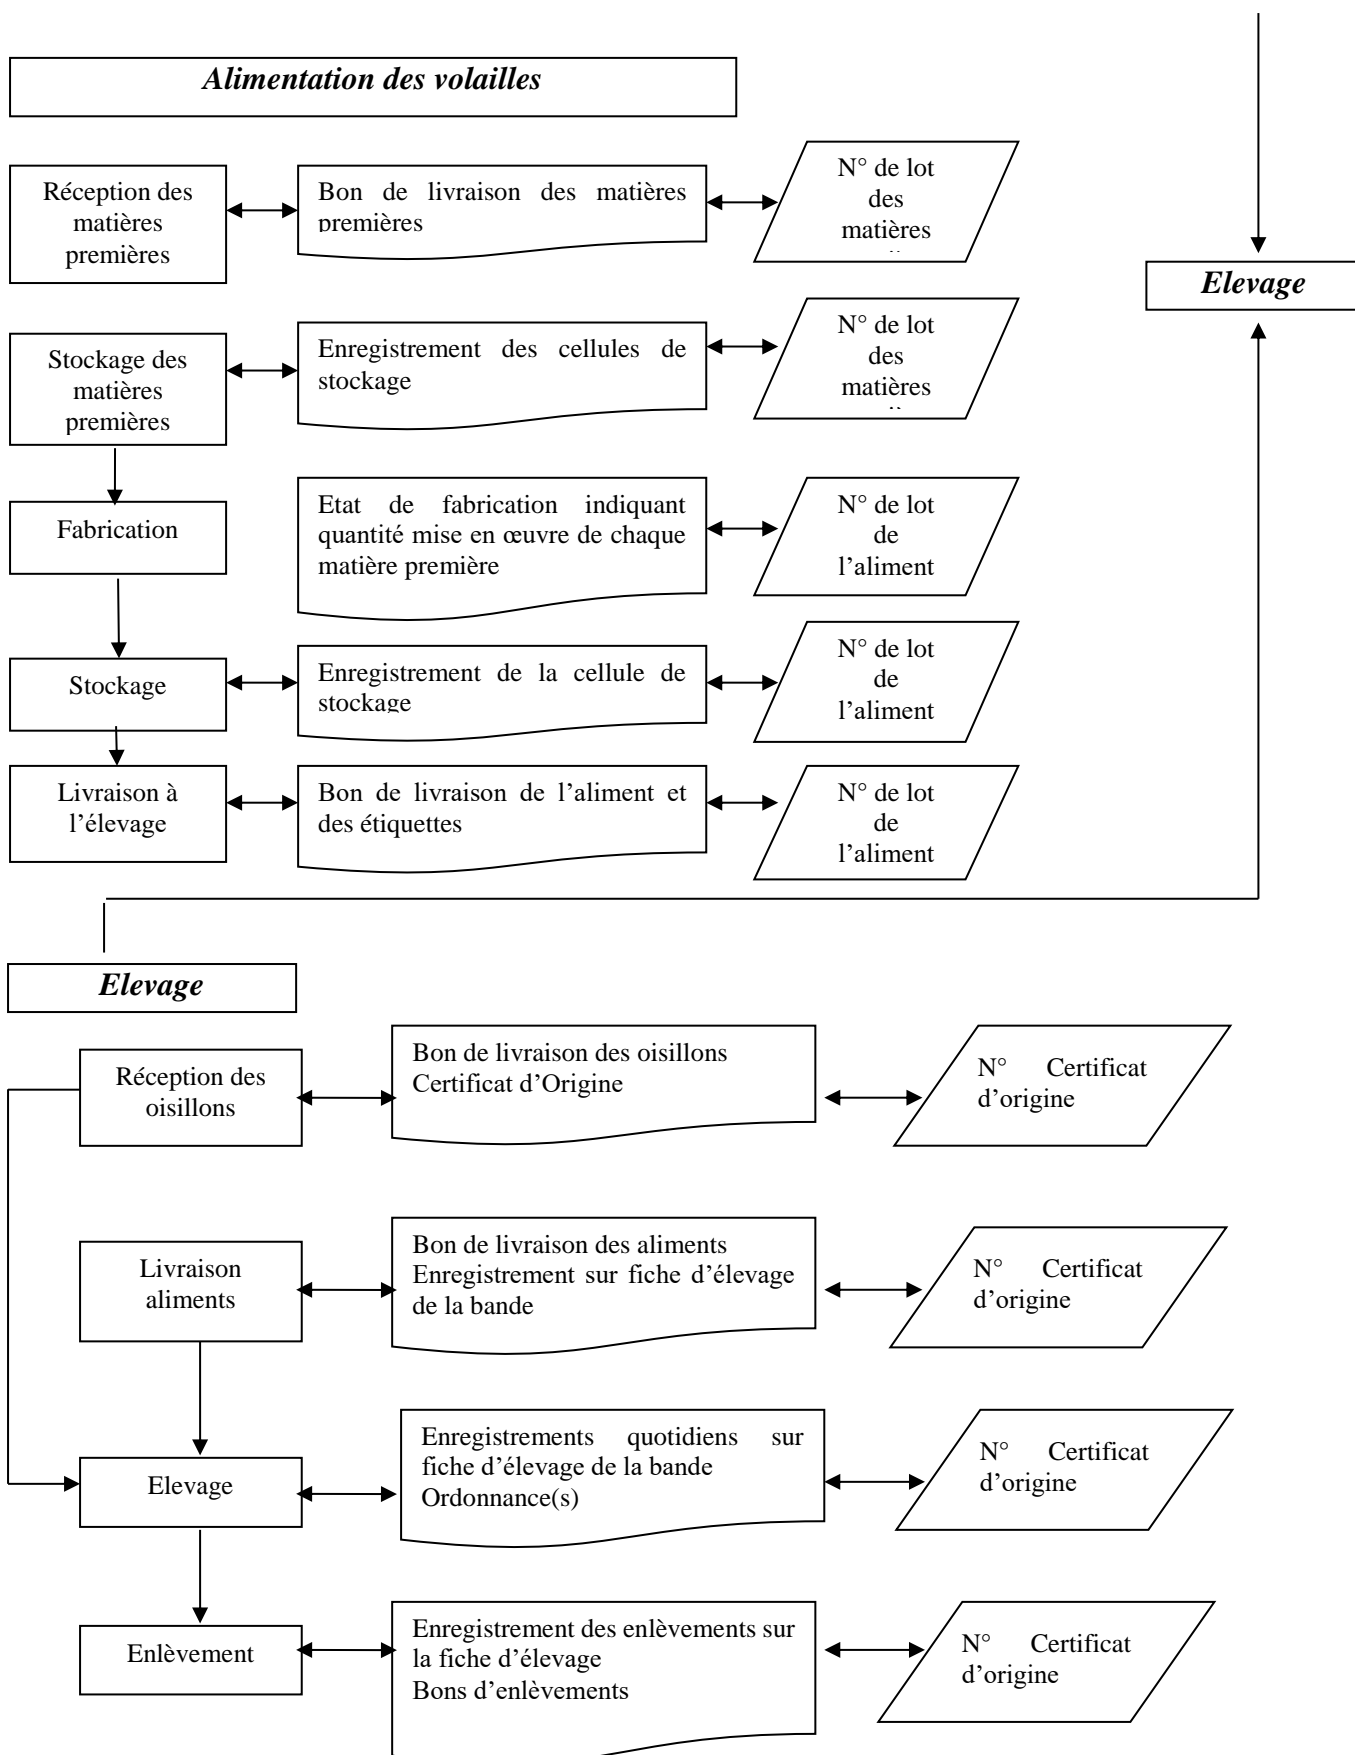 Alimentation des volailles
Réception des
matières
premières
Bon de livraison des matières
premières
N° de lot
des
matières
Elevage
Stockage des
matières
premières
Enregistrement des cellules de
stockage
N° de lot
des
matières
Fabrication
Etat de fabrication indiquant
quantité mise en œuvre de chaque
matière première
N° de lot
de
l’aliment
Stockage
Enregistrement de la cellule de
stockage
N° de lot
de
l’aliment
Livraison à
l’élevage
Bon de livraison de l’aliment et
des étiquettes
N° de lot
de
l’aliment
Elevage
Réception des
oisillons
Bon de livraison des oisillons
Certificat d’Origine
N° Certificat
d’origine
Livraison
aliments
Bon de livraison des aliments
Enregistrement sur fiche d’élevage
de la bande
N° Certificat
d’origine
Elevage
Enregistrements quotidiens sur
fiche d’élevage de la bande
Ordonnance(s)
N° Certificat
d’origine
Enlèvement
Enregistrement des enlèvements sur
la fiche d’élevage
Bons d’enlèvements
N° Certificat
d’origine